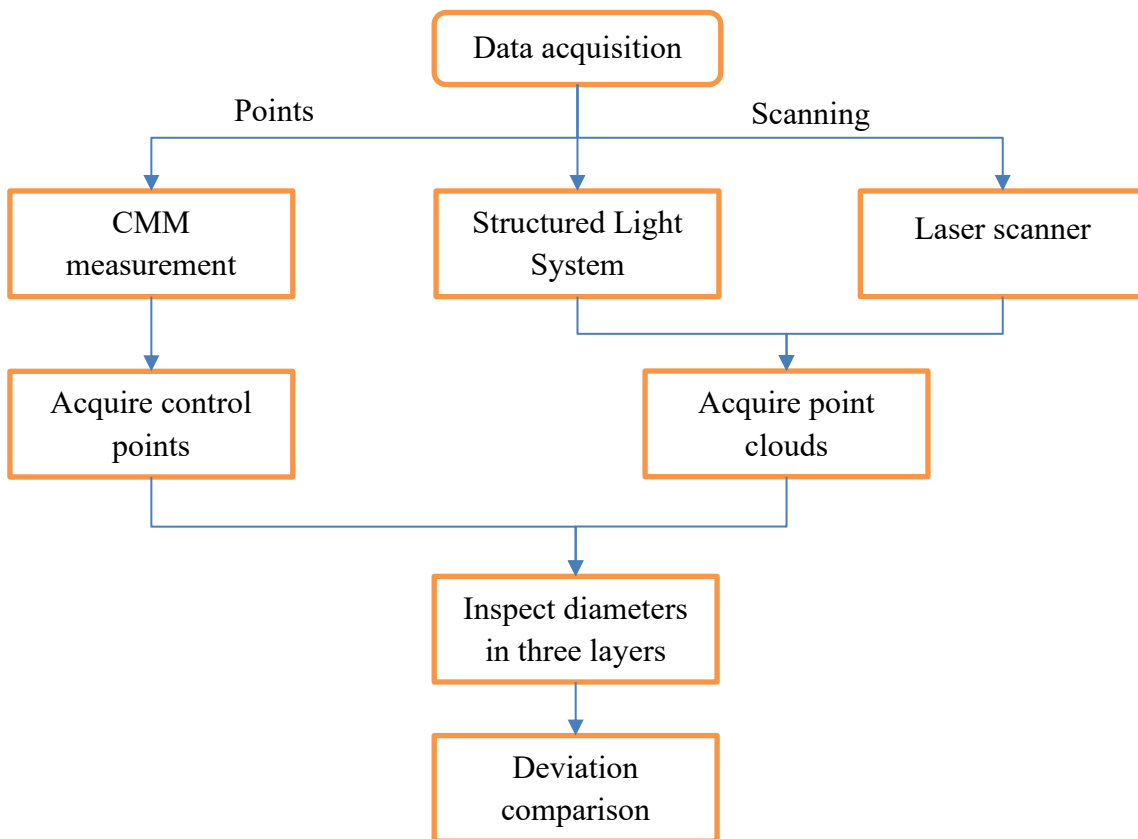 Data acquisition
Points
Scanning
CMM
measurement
Structured Light
System
Laser scanner
Acquire control
points
Acquire point
clouds
Inspect diameters
in three layers
Deviation
comparison